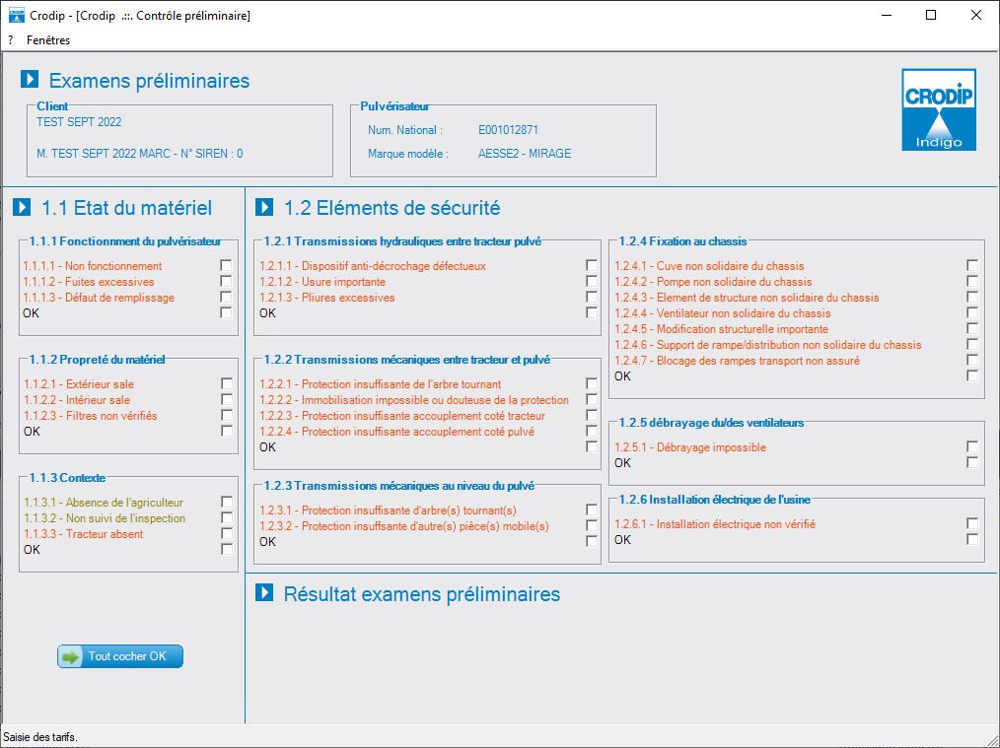 Crodip - [Crodip .::. Contrôle préliminaire]
? Fenêtres
Examens préliminaires
Client
TEST SEPT 2022
M. TEST SEPT 2022 MARC - N° SIREN : 0
Pulvérisateur
Num. National : E001012871
Marque modèle : AESSE2 - MIRAGE
CRODIP
Indigo
1.1 Etat du matériel
1.1.1 Fonctionnment du pulvérisateur
1.1.1.1 - Non fonctionnement
1.1.1.2 - Fuites excessives
1.1.1.3 - Défaut de remplissage
OK
1.1.2 Propreté du matériel
1.1.2.1 - Extérieur sale
1.1.2.2 - Intérieur sale
1.1.2.3 - Filtres non vérifiés
OK
1.1.3 Contexte
1.1.3.1 - Absence de l'agriculteur
1.1.3.2 - Non suivi de l'inspection
1.1.3.3 - Tracteur absent
OK
Tout cocher OK
1.2 Eléments de sécurité
1.2.1 Transmissions hydrauliques entre tracteur pulvé
1.2.1.1 - Dispositif anti-décrochage défectueux
1.2.1.2 - Usure importante
1.2.1.3 - Pliures excessives
OK
1.2.2 Transmissions mécaniques entre tracteur et pulvé
1.2.2.1 - Protection insuffisante de l'arbre tournant
1.2.2.2 - Immobilisation impossible ou douteuse de la protection
1.2.2.3 - Protection insuffisante accouplement coté tracteur
1.2.2.4 - Protection insuffisante accouplement coté pulvé
OK
1.2.3 Transmissions mécaniques au niveau du pulvé
1.2.3.1 - Protection insuffisante d'arbre(s) tournant(s)
1.2.3.2 - Protection insuffsante d'autre(s) pièce(s) mobile(s)
OK
1.2.4 Fixation au chassis
1.2.4.1 - Cuve non solidaire du chassis
1.2.4.2 - Pompe non solidaire du chassis
1.2.4.3 - Element de structure non solidaire du chassis
1.2.4.4 - Ventilateur non solidaire du chassis
1.2.4.5 - Modification structurelle importante
1.2.4.6 - Support de rampe/distribution non solidaire du chassis
1.2.4.7 - Blocage des rampes transport non assuré
OK
1.2.5 débrayage du/des ventilateurs
1.2.5.1 - Débrayage impossible
OK
1.2.6 Installation électrique de l'usine
1.2.6.1 - Installation électrique non vérifié
OK
Résultat examens préliminaires
Saisie des tarifs.